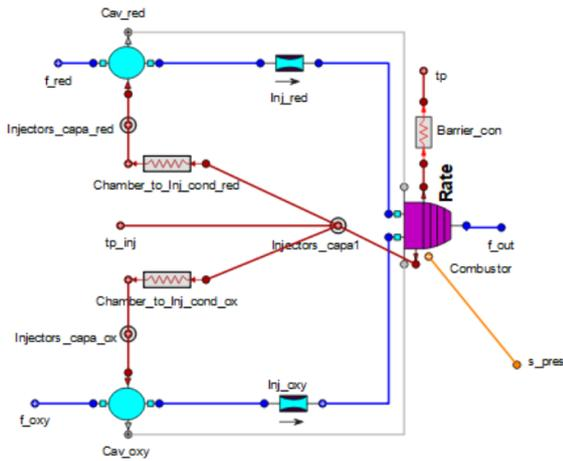 Cav_red
f_red
Inj_red
tp
Injectors_capa_red
Barrier_con
Chamber_to_Inj_cond_red
Rate
tp_inj
Injectors_capa1
f_out
Combustor
Chamber_to_Inj_cond_ox
Injectors_capa_ox
s_pres
Inj_oxy
f_oxy
Cav_oxy